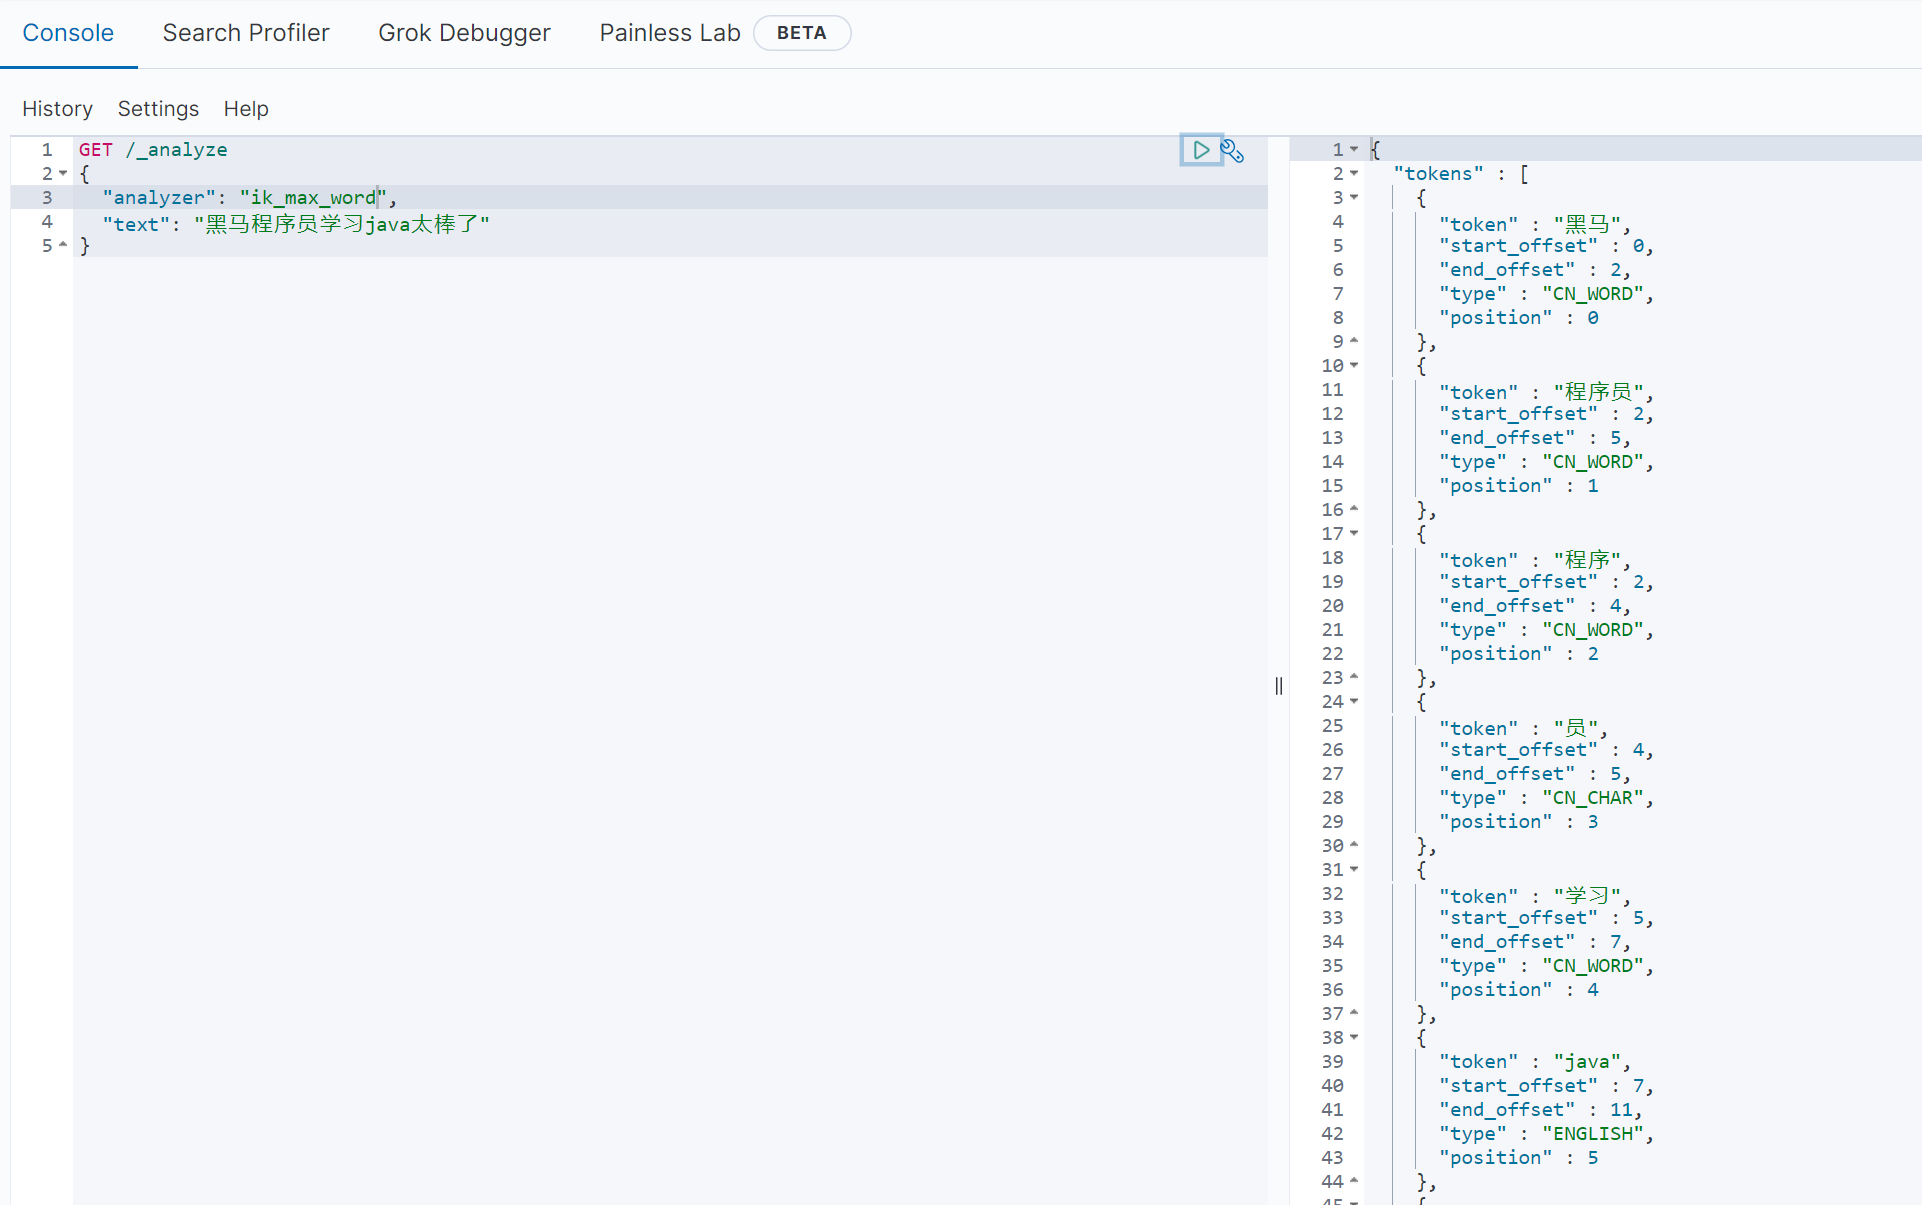 Console Search Profiler Grok Debugger Painless Lab BETA
History Settings Help
1 GET /_analyze
2 {
3 "analyzer": "ik_max_word",
4 "text": "黑马程序员学习java太棒了"
5 }
1 {
2 "tokens" : [
3 {
4 "token" : "黑马",
5 "start_offset" : 0,
6 "end_offset" : 2,
7 "type" : "CN_WORD",
8 "position" : 0
9 },
10 {
11 "token" : "程序员",
12 "start_offset" : 2,
13 "end_offset" : 5,
14 "type" : "CN_WORD",
15 "position" : 1
16 },
17 {
18 "token" : "程序",
19 "start_offset" : 2,
20 "end_offset" : 4,
21 "type" : "CN_WORD",
22 "position" : 2
23 },
24 {
25 "token" : "员",
26 "start_offset" : 4,
27 "end_offset" : 5,
28 "type" : "CN_CHAR",
29 "position" : 3
30 },
31 {
32 "token" : "学习",
33 "start_offset" : 5,
34 "end_offset" : 7,
35 "type" : "CN_WORD",
36 "position" : 4
37 },
38 {
39 "token" : "java",
40 "start_offset" : 7,
41 "end_offset" : 11,
42 "type" : "ENGLISH",
43 "position" : 5
44 },
45 {